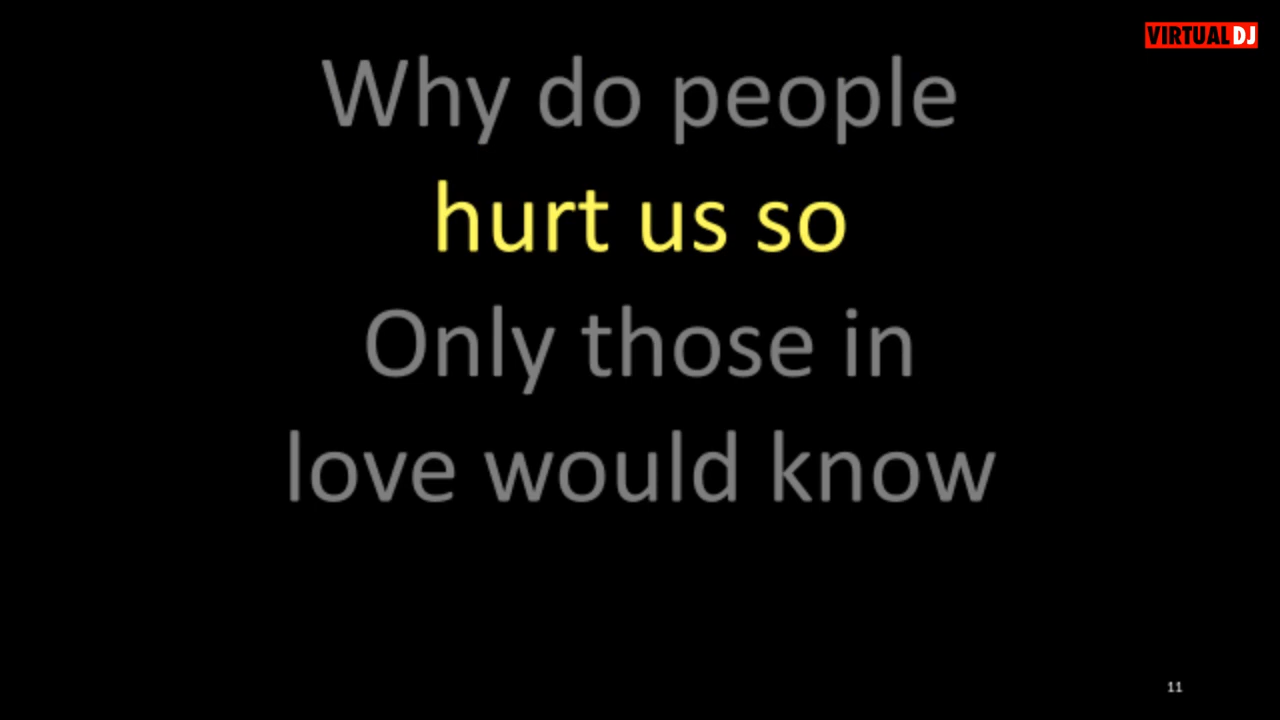 VIRTUAL DJ
Why do people
hurt us so
Only those in
love would know
11